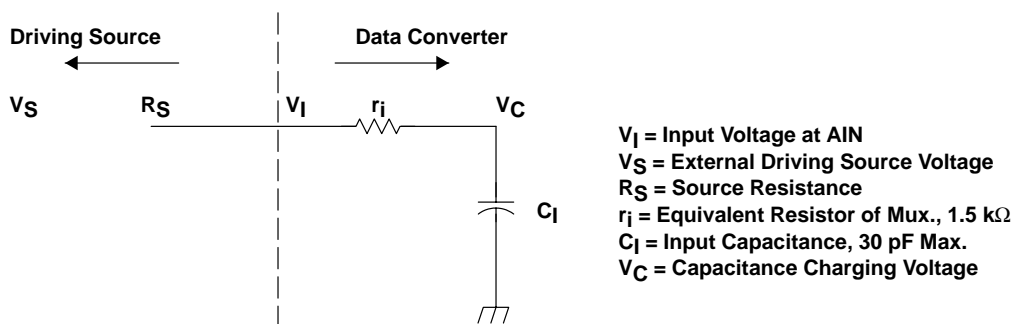 Driving Source Data Converter
VS RS VI ri VC
CI
VI = Input Voltage at AIN
VS = External Driving Source Voltage
RS = Source Resistance
ri = Equivalent Resistor of Mux., 1.5 kΩ
CI = Input Capacitance, 30 pF Max.
VC = Capacitance Charging Voltage